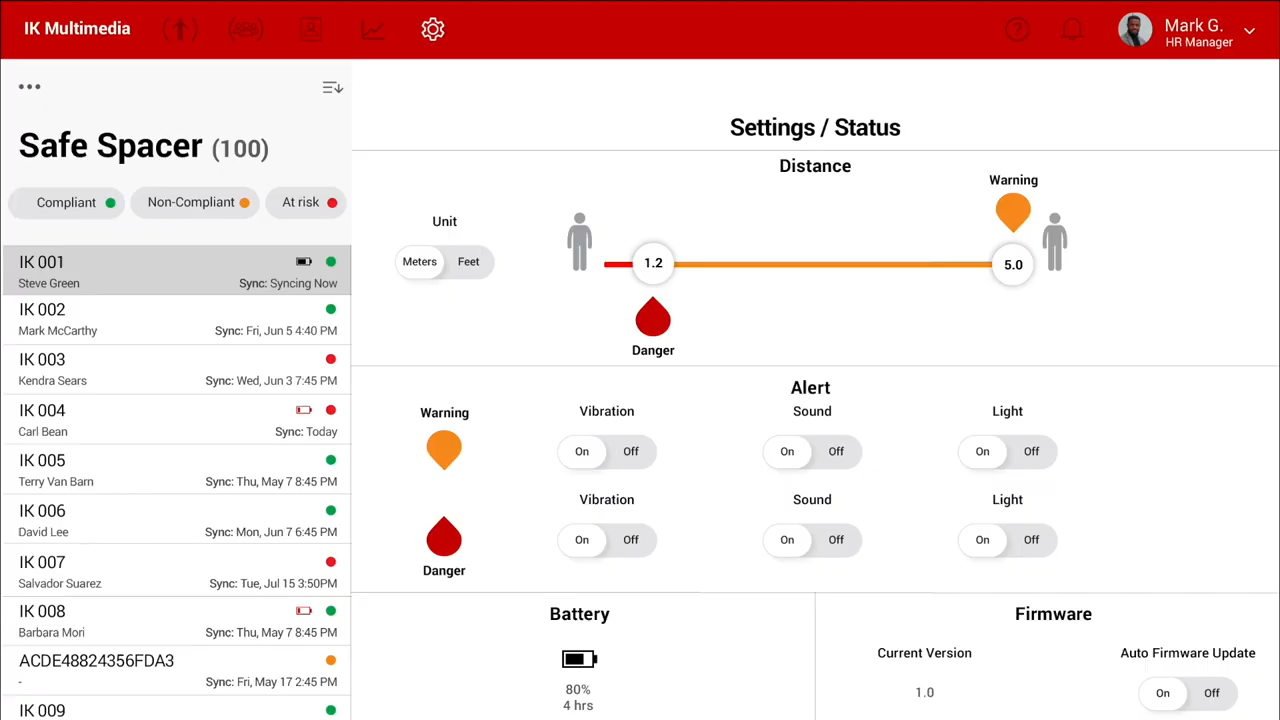 IK Multimedia
Mark G.
HR Manager
Safe Spacer (100)
Compliant
Non-Compliant
At risk
IK 001
Steve Green
Sync: Syncing Now
IK 002
Mark McCarthy
Sync: Fri, Jun 5 4:40 PM
IK 003
Kendra Sears
Sync: Wed, Jun 3 7:45 PM
IK 004
Carl Bean
Sync: Today
IK 005
Terry Van Barn
Sync: Thu, May 7 8:45 PM
IK 006
David Lee
Sync: Mon, Jun 7 6:45 PM
IK 007
Salvador Suarez
Sync: Tue, Jul 15 3:50PM
IK 008
Barbara Mori
Sync: Thu, May 7 8:45 PM
ACDE48824356FDA3
-
Sync: Fri, May 17 2:45 PM
IK 009
Settings / Status
Distance
Unit
Meters
Feet
Warning
1.2
5.0
Danger
Alert
Warning
Vibration
Sound
Light
On
Off
On
Off
On
Off
Vibration
Sound
Light
On
Off
On
Off
On
Off
Danger
Battery
80%
4 hrs
Firmware
Current Version
1.0
Auto Firmware Update
On
Off